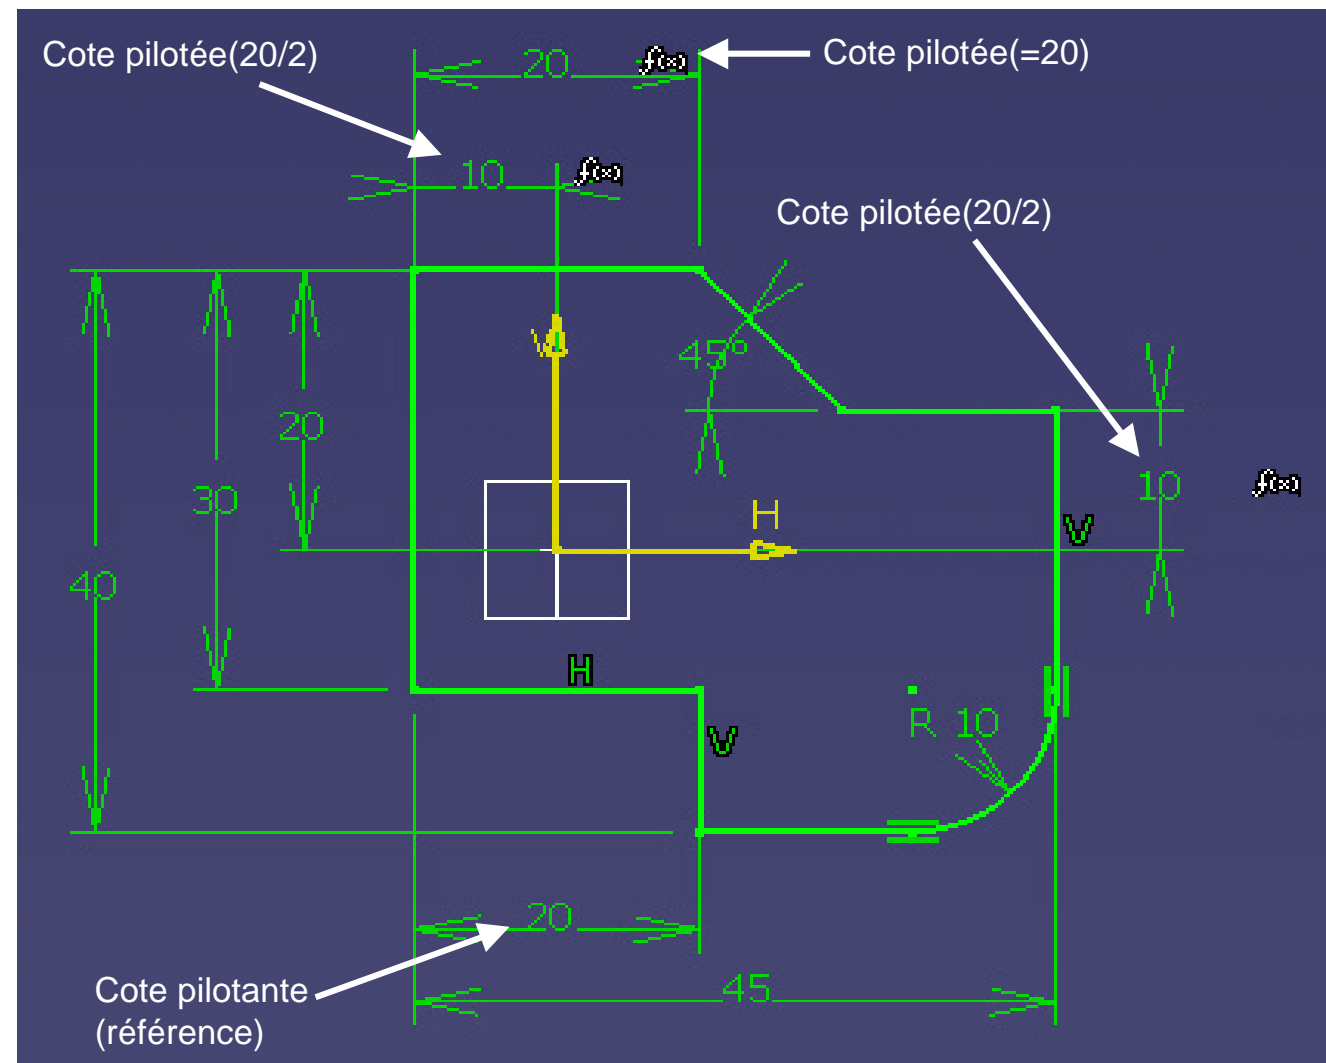 Cote pilotée(20/2)
20
f(x)
Cote pilotée(=20)
10
f(x)
Cote pilotée(20/2)
V
45°
20
30
40
H
10
f(x)
V
H
V
R 10
20
Cote pilotante
(référence)
45